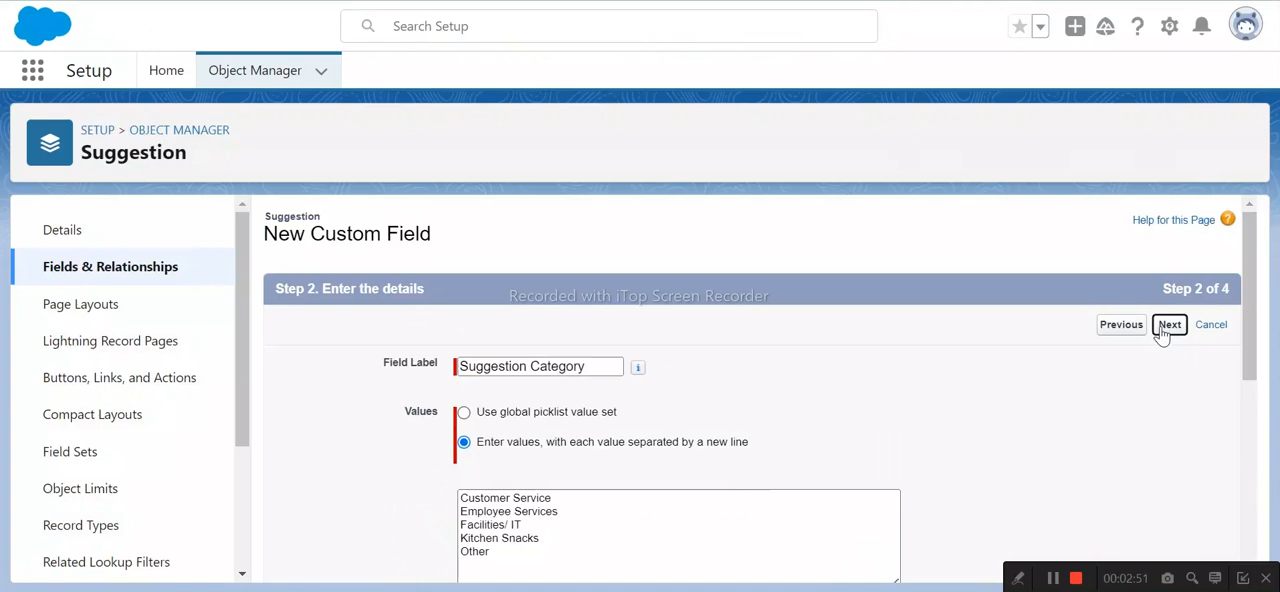 Search Setup
Setup
Home
Object Manager
SETUP > OBJECT MANAGER
Suggestion
Details
Fields & Relationships
Page Layouts
Lightning Record Pages
Buttons, Links, and Actions
Compact Layouts
Field Sets
Object Limits
Record Types
Related Lookup Filters
Suggestion
New Custom Field
Help for this Page
Step 2. Enter the details
Recorded with iTop Screen Recorder
Step 2 of 4
Previous
Next
Cancel
Field Label
Suggestion Category
Values
Use global picklist value set
Enter values, with each value separated by a new line
Customer Service
Employee Services
Facilities/ IT
Kitchen Snacks
Other
00:02:51